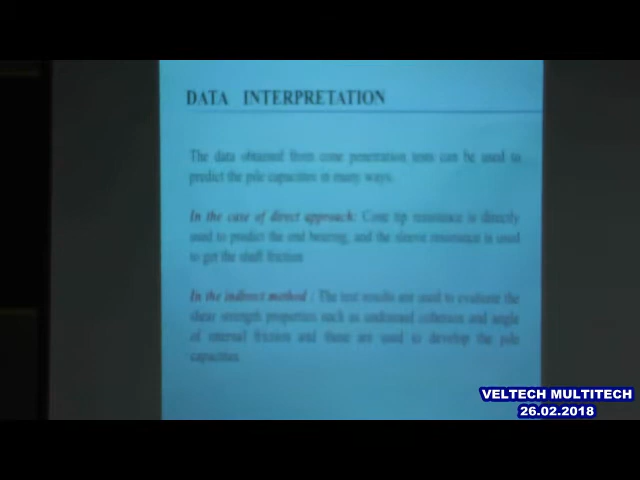 DATA INTERPRETATION
The data obtained from cone penetration tests can be used to
predict the pile capacities in many ways.
In the case of direct approach: Cone tip resistance is directly
used to predict the end bearing, and the sleeve resistance is used
to get the shaft friction
In the indirect method : The test results are used to evaluate the
shear strength properties such as undrained cohesion and angle
of internal friction and these are used to develop the pile
capacities.
VELTECH MULTITECH
26.02.2018